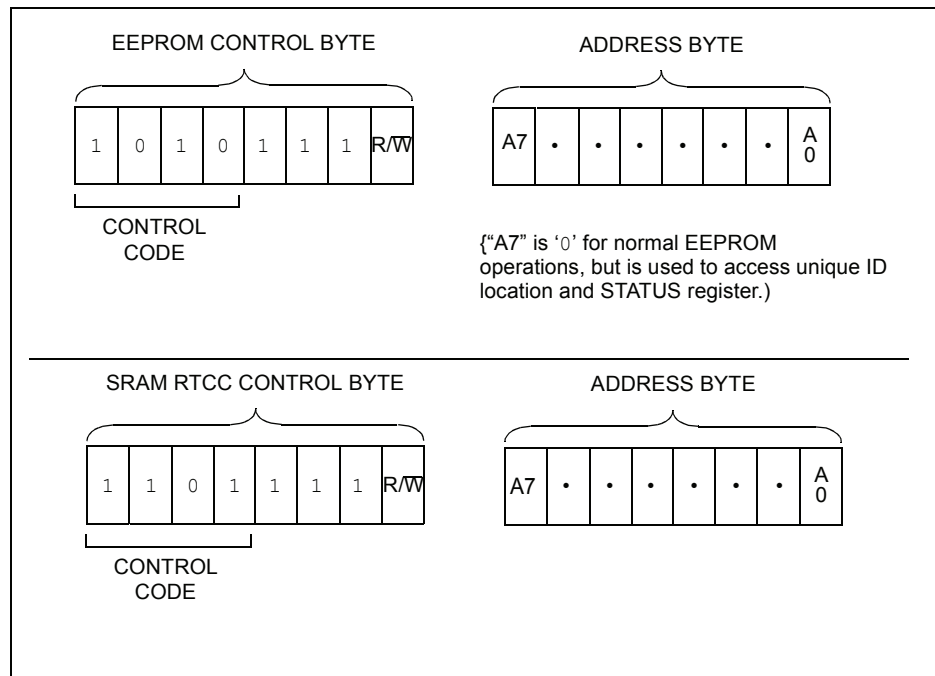 EEPROM CONTROL BYTE
1 0 1 0 1 1 1 R/W̅
CONTROL
CODE
ADDRESS BYTE
A7 • • • • • • A
0
{“A7” is ‘0’ for normal EEPROM
operations, but is used to access unique ID
location and STATUS register.)
SRAM RTCC CONTROL BYTE
1 1 0 1 1 1 1 R/W̅
CONTROL
CODE
ADDRESS BYTE
A7 • • • • • • A
0